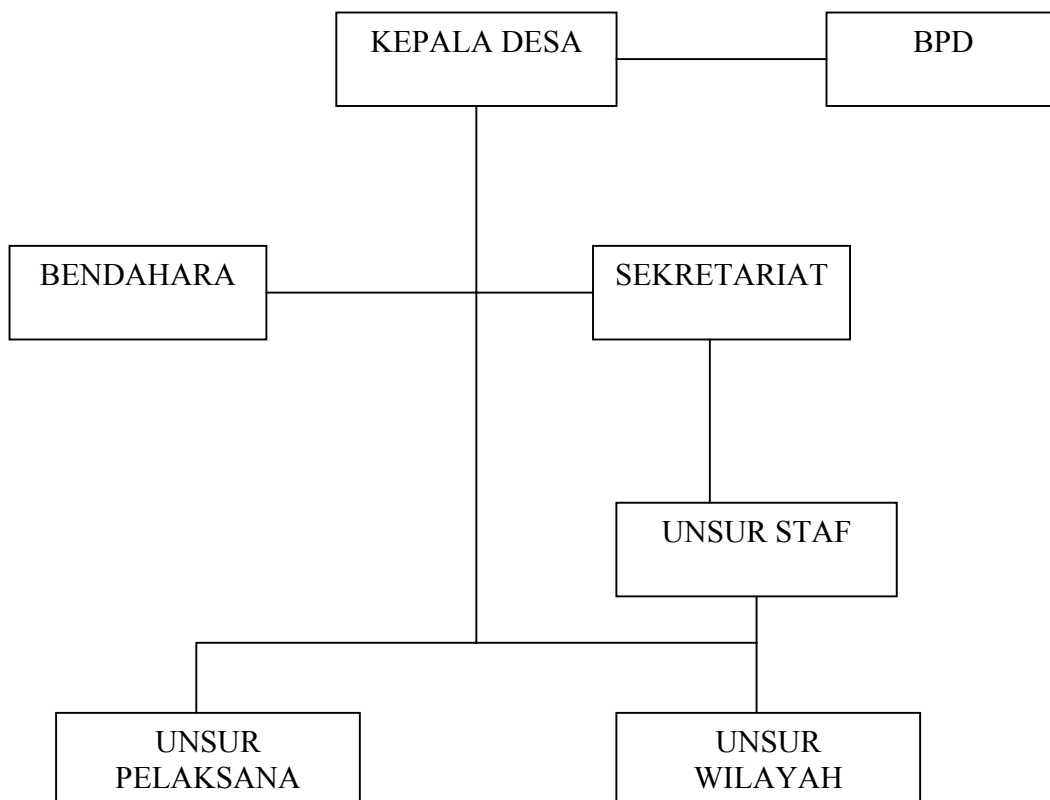 KEPALA DESA
BPD
BENDAHARA
SEKRETARIAT
UNSUR STAF
UNSUR
PELAKSANA
UNSUR
WILAYAH